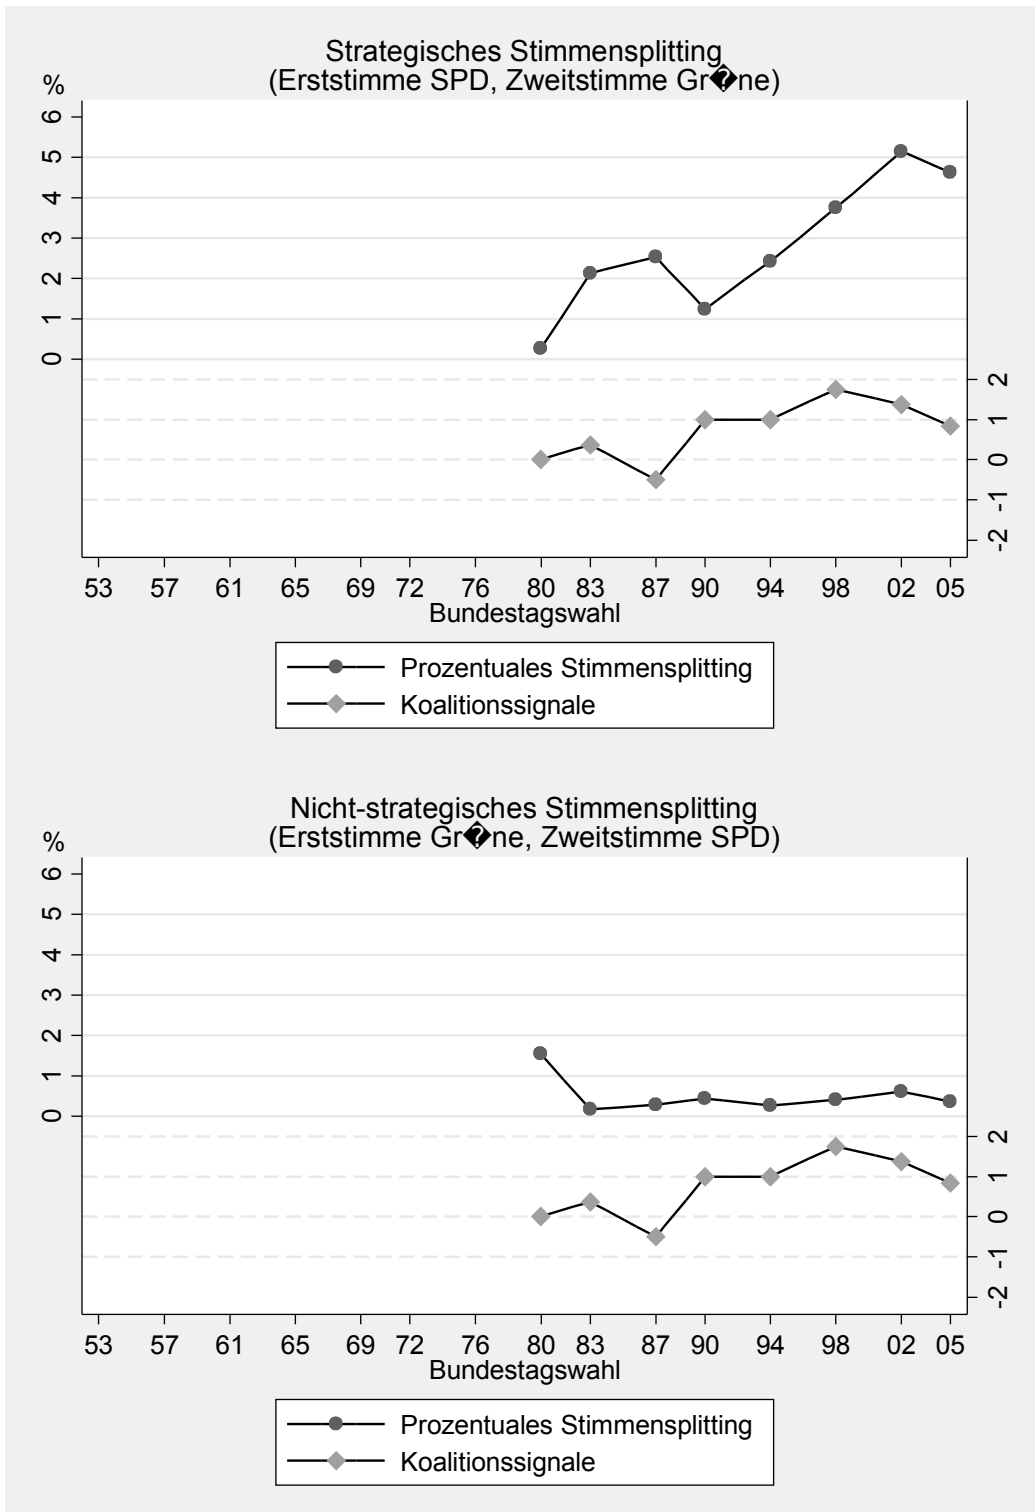 Strategisches Stimmensplitting
(Erststimme SPD, Zweitstimme Gr�ne)
%
6
5
4
3
2
1
0
2
1
0
-1
-2
53 57 61 65 69 72 76 80 83 87 90 94 98 02 05
Bundestagswahl
Prozentuales Stimmensplitting
Koalitionssignale
Nicht-strategisches Stimmensplitting
(Erststimme Gr�ne, Zweitstimme SPD)
%
6
5
4
3
2
1
0
2
1
0
-1
-2
53 57 61 65 69 72 76 80 83 87 90 94 98 02 05
Bundestagswahl
Prozentuales Stimmensplitting
Koalitionssignale